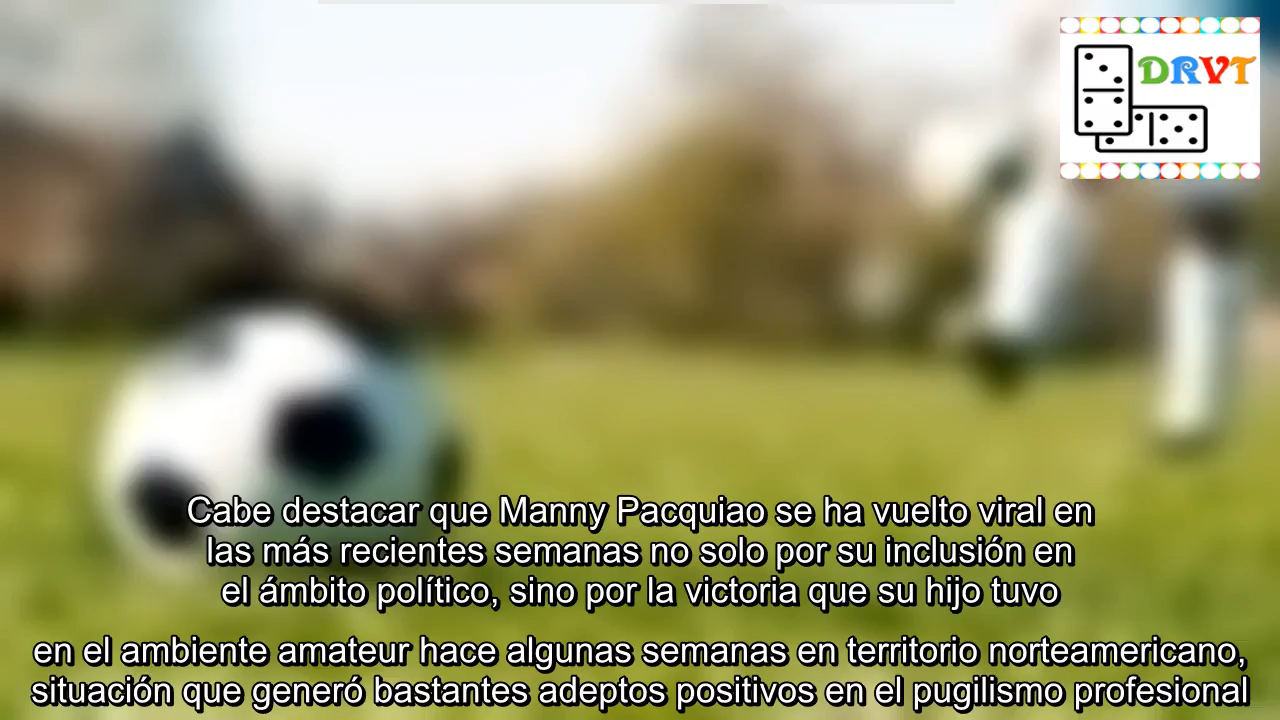 DRVT
Cabe destacar que Manny Pacquiao se ha vuelto viral en
las más recientes semanas no solo por su inclusión en
el ámbito político, sino por la victoria que su hijo tuvo
en el ambiente amateur hace algunas semanas en territorio norteamericano,
situación que generó bastantes adeptos positivos en el pugilismo profesional